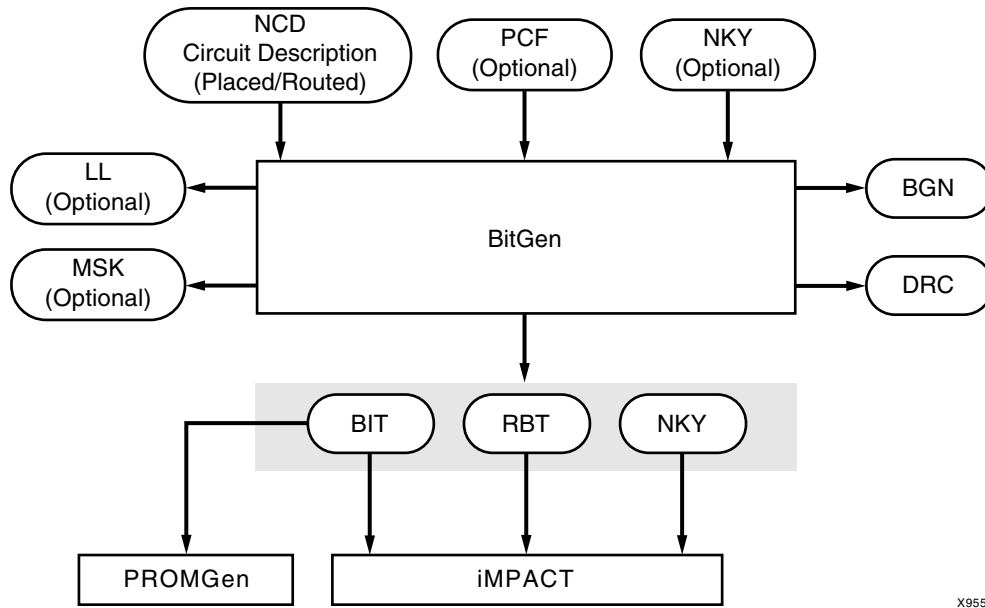 NCD
Circuit Description
(Placed/Routed)
PCF
(Optional)
NKY
(Optional)
LL
(Optional)
BGN
BitGen
MSK
(Optional)
DRC
BIT
RBT
NKY
PROMGen
iMPACT
X955